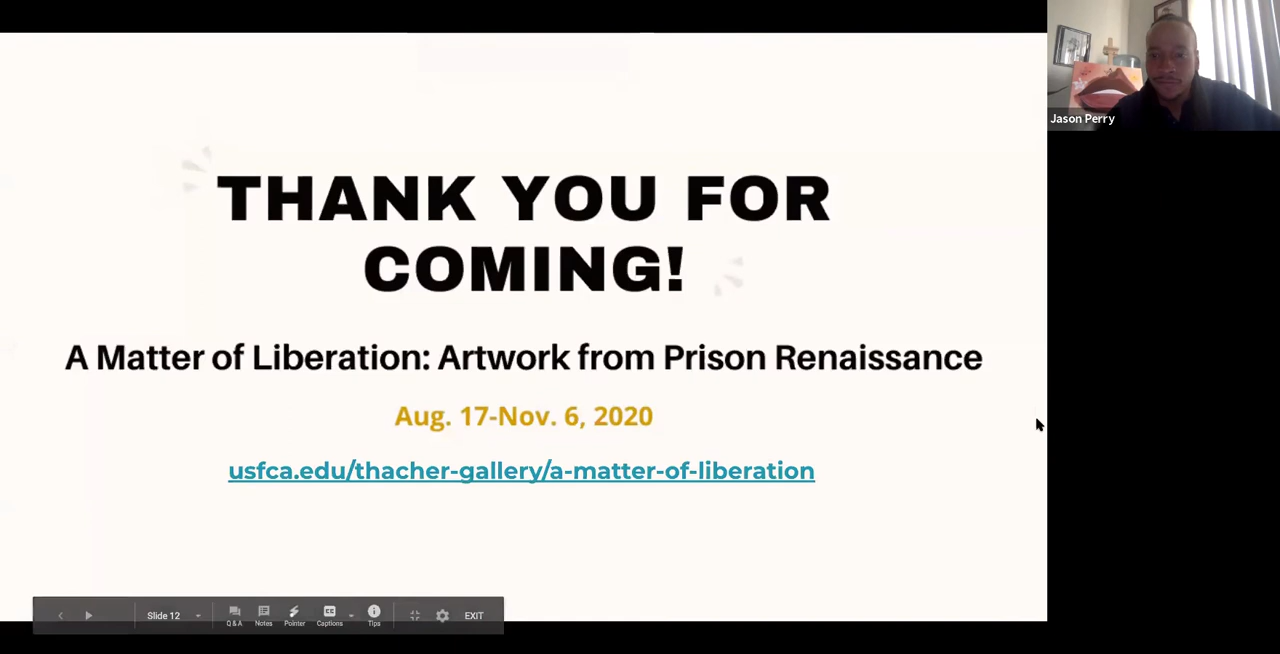 THANK YOU FOR
COMING!
A Matter of Liberation: Artwork from Prison Renaissance
Aug. 17-Nov. 6, 2020
usfca.edu/thacher-gallery/a-matter-of-liberation
Jason Perry
Slide 12
Q & A
Notes
Pointer
CC
Captions
Tips
EXIT